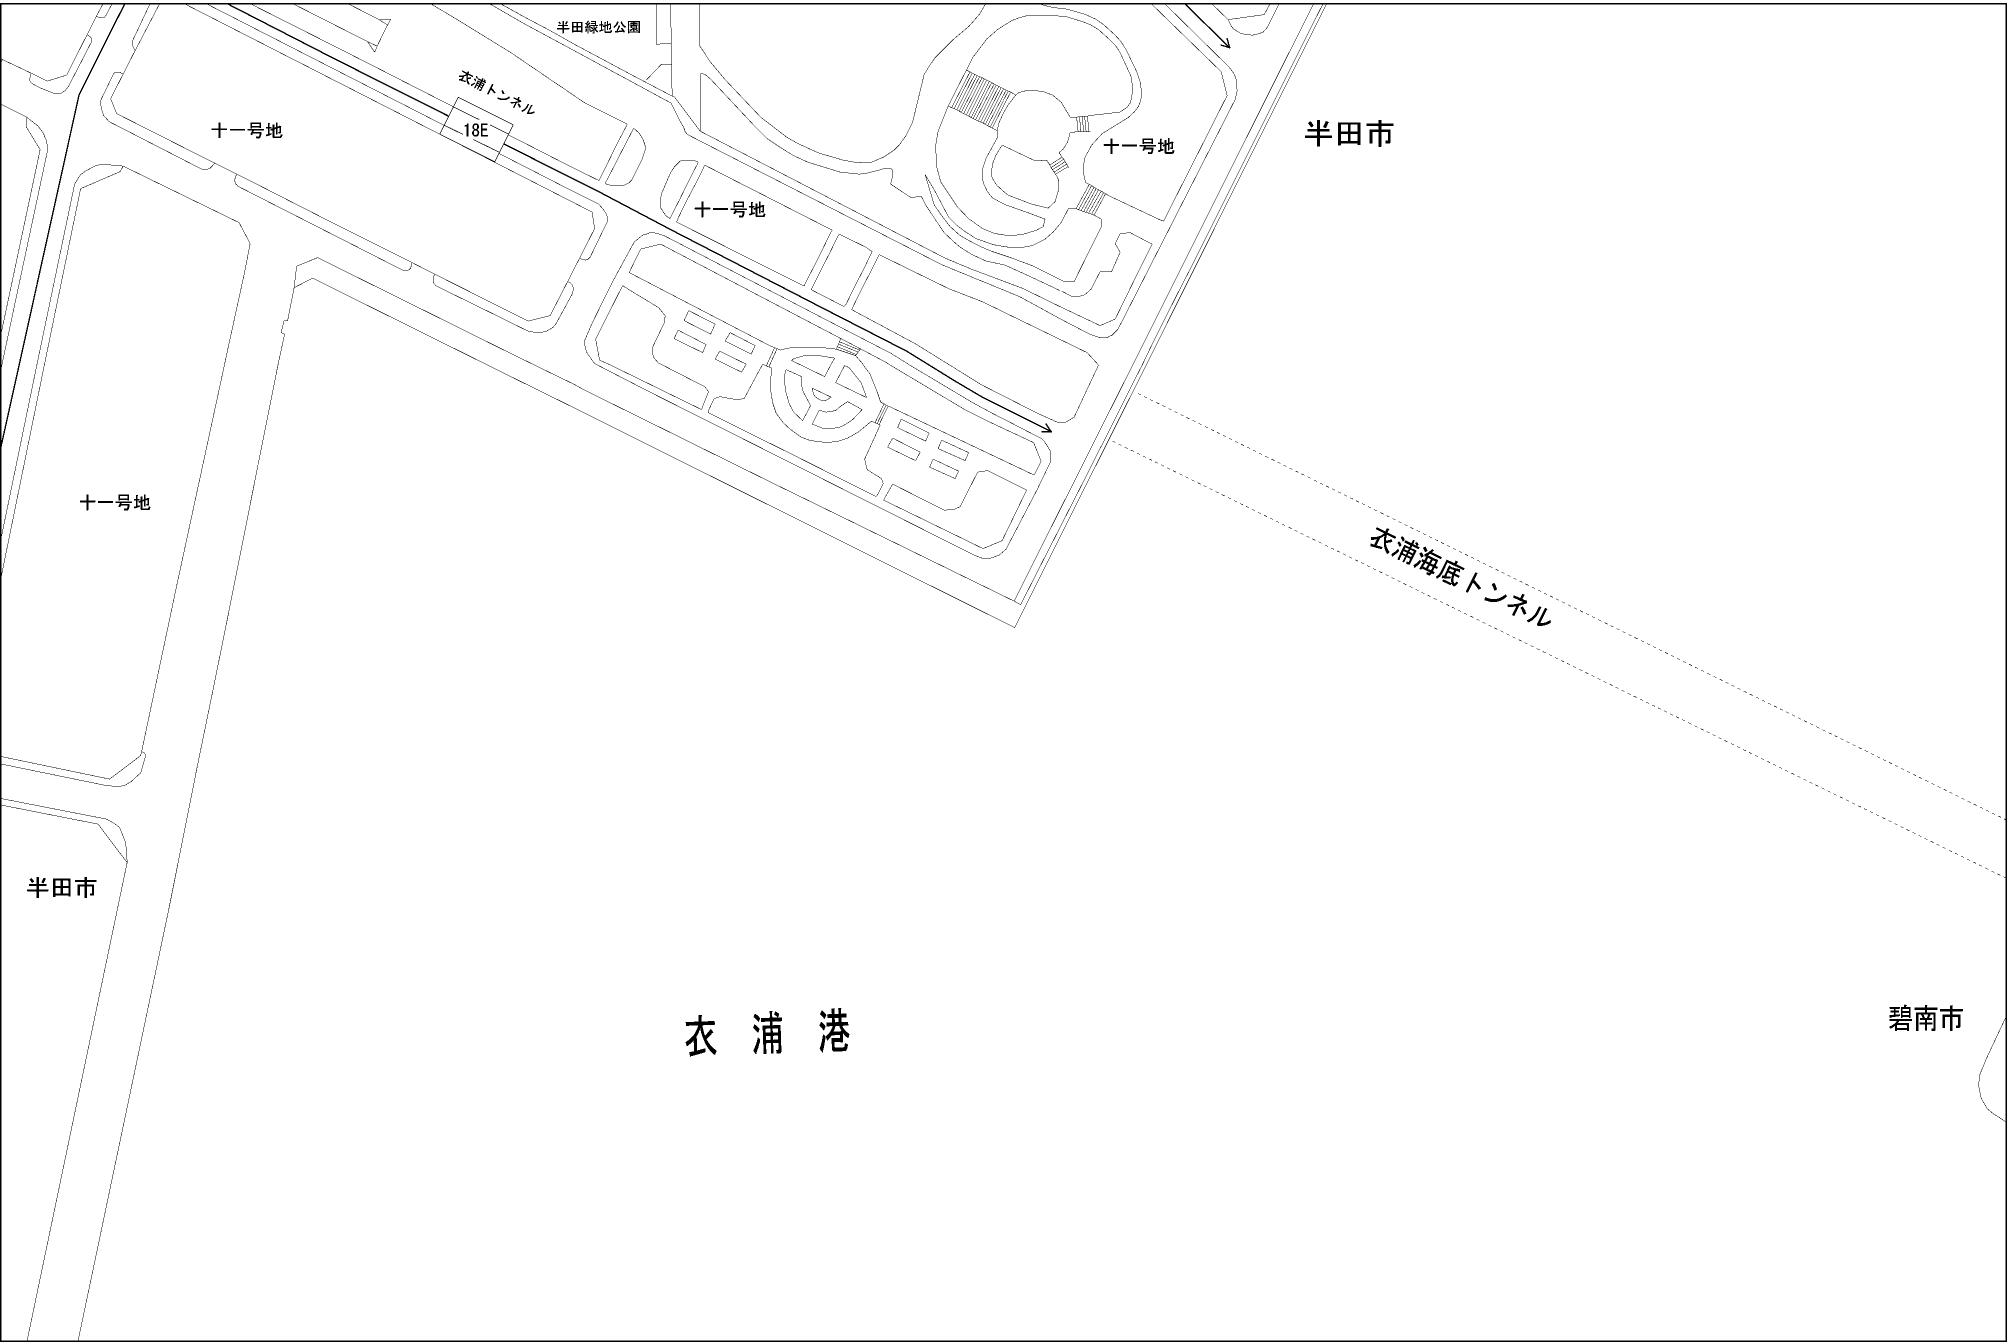 半田緑地公園
衣浦トンネル
18E
十一号地
半田市
十一号地
十一号地
十一号地
衣浦海底トンネル
半田市
碧南市
衣浦港